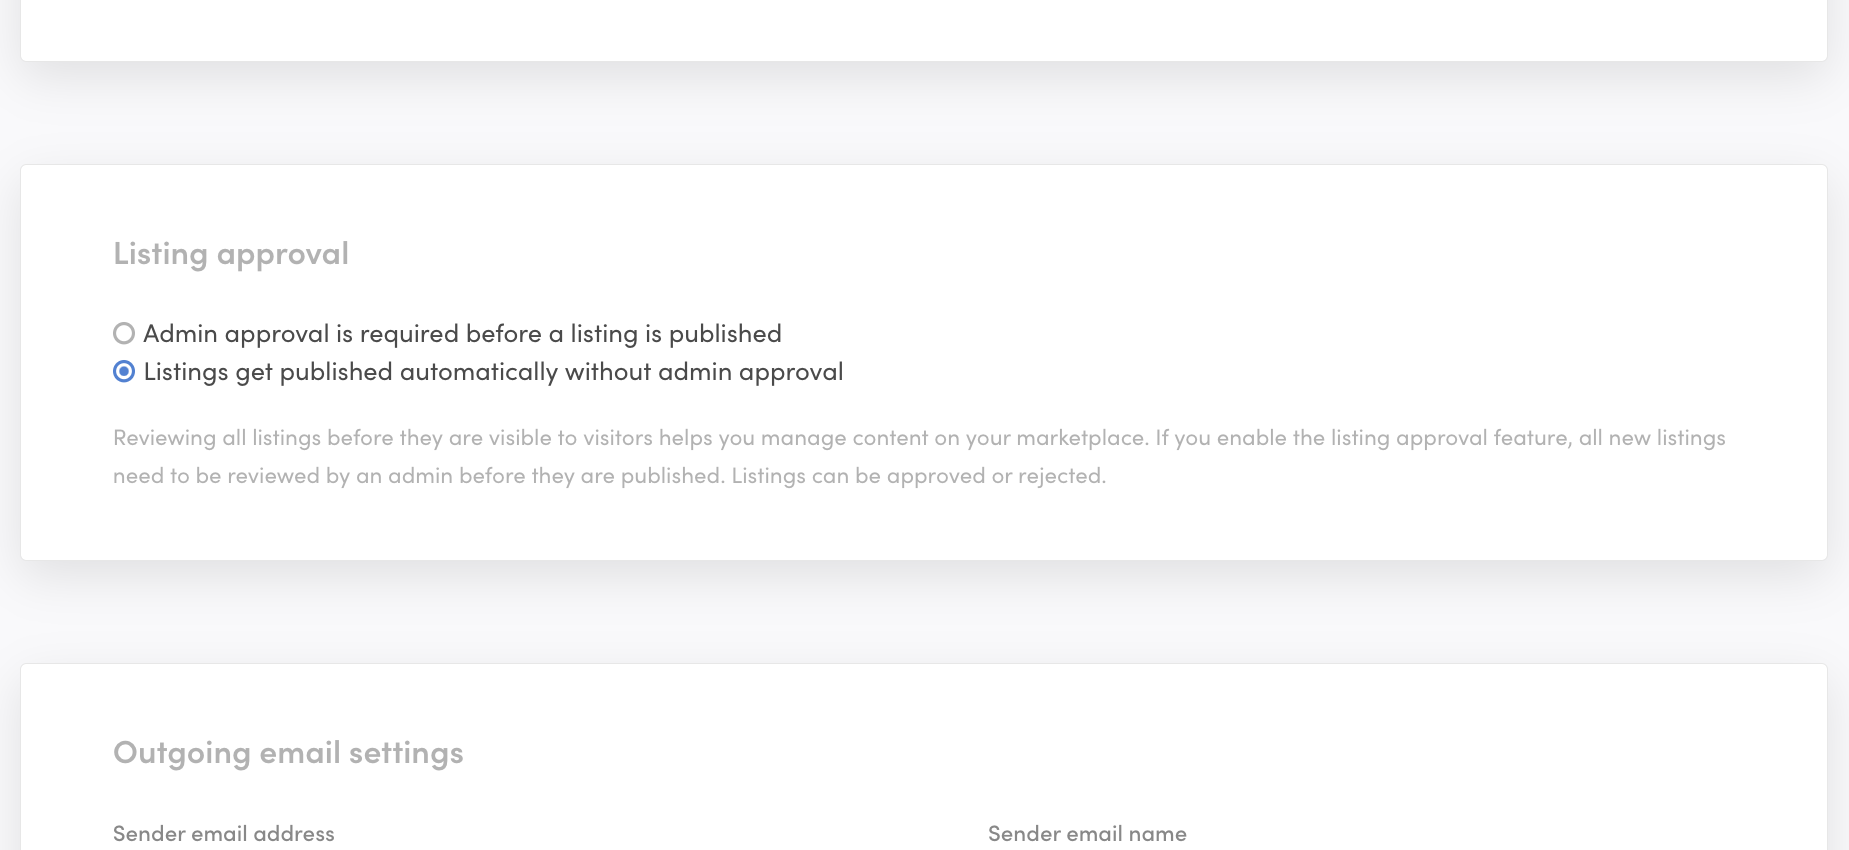 Listing approval
Admin approval is required before a listing is published
Listings get published automatically without admin approval
Reviewing all listings before they are visible to visitors helps you manage content on your marketplace. If you enable the listing approval feature, all new listings
need to be reviewed by an admin before they are published. Listings can be approved or rejected.
Outgoing email settings
Sender email address
Sender email name